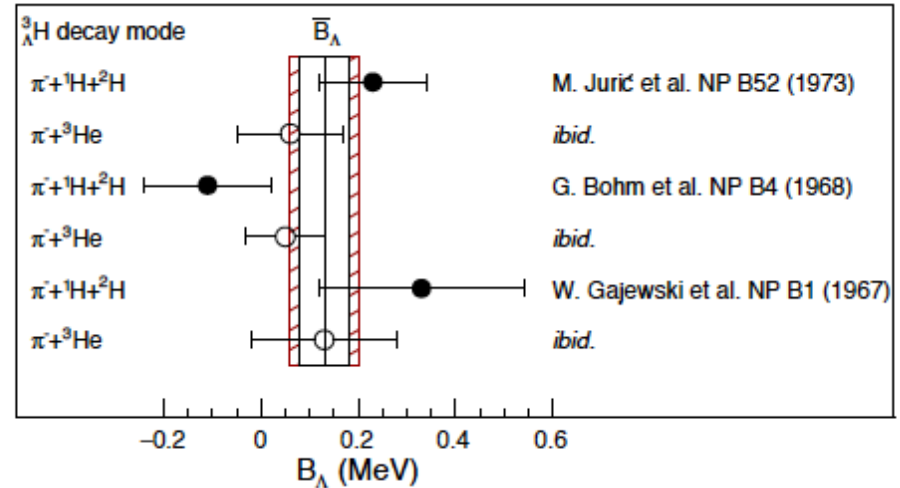 ³ΛH decay mode B̅Λ
π⁻+¹H+²H M. Jurić et al. NP B52 (1973)
π⁻+³He ibid.
π⁻+¹H+²H G. Bohm et al. NP B4 (1968)
π⁻+³He ibid.
π⁻+¹H+²H W. Gajewski et al. NP B1 (1967)
π⁻+³He ibid.
−0.2 0 0.2 0.4 0.6
BΛ (MeV)